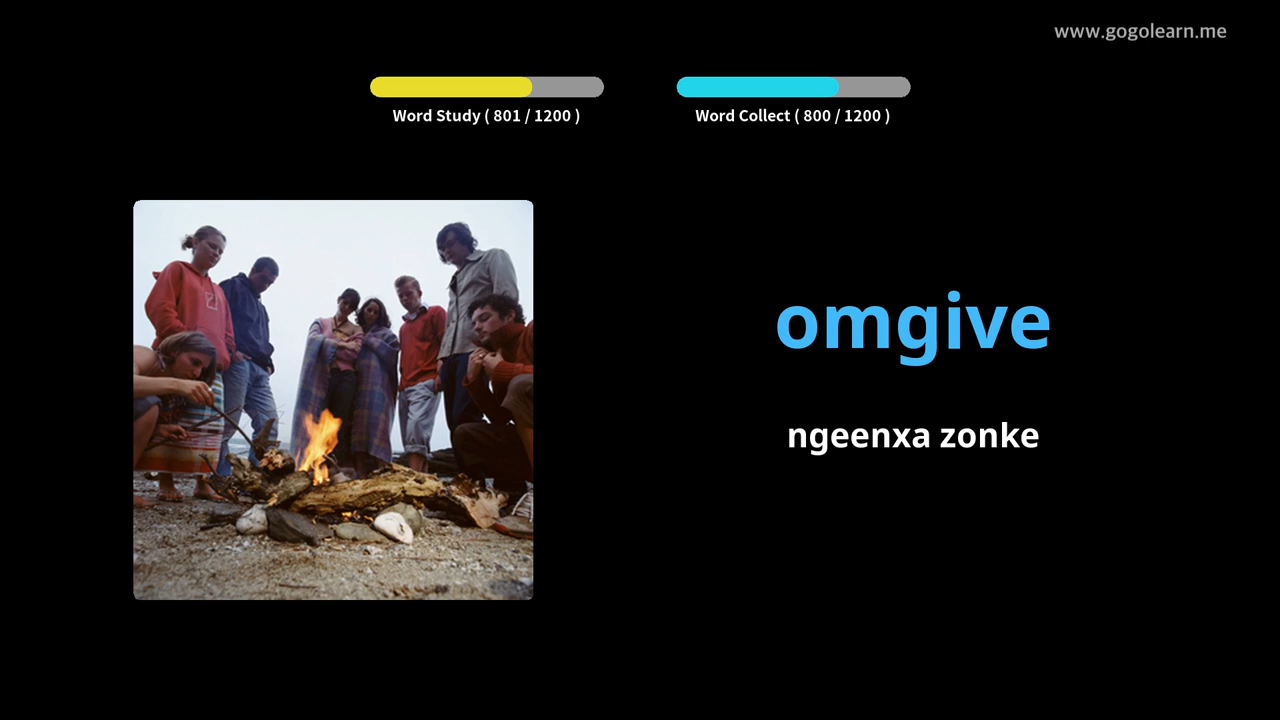 www.gogolearn.me
Word Study ( 801 / 1200 )
Word Collect ( 800 / 1200 )
omgive
ngeenxa zonke